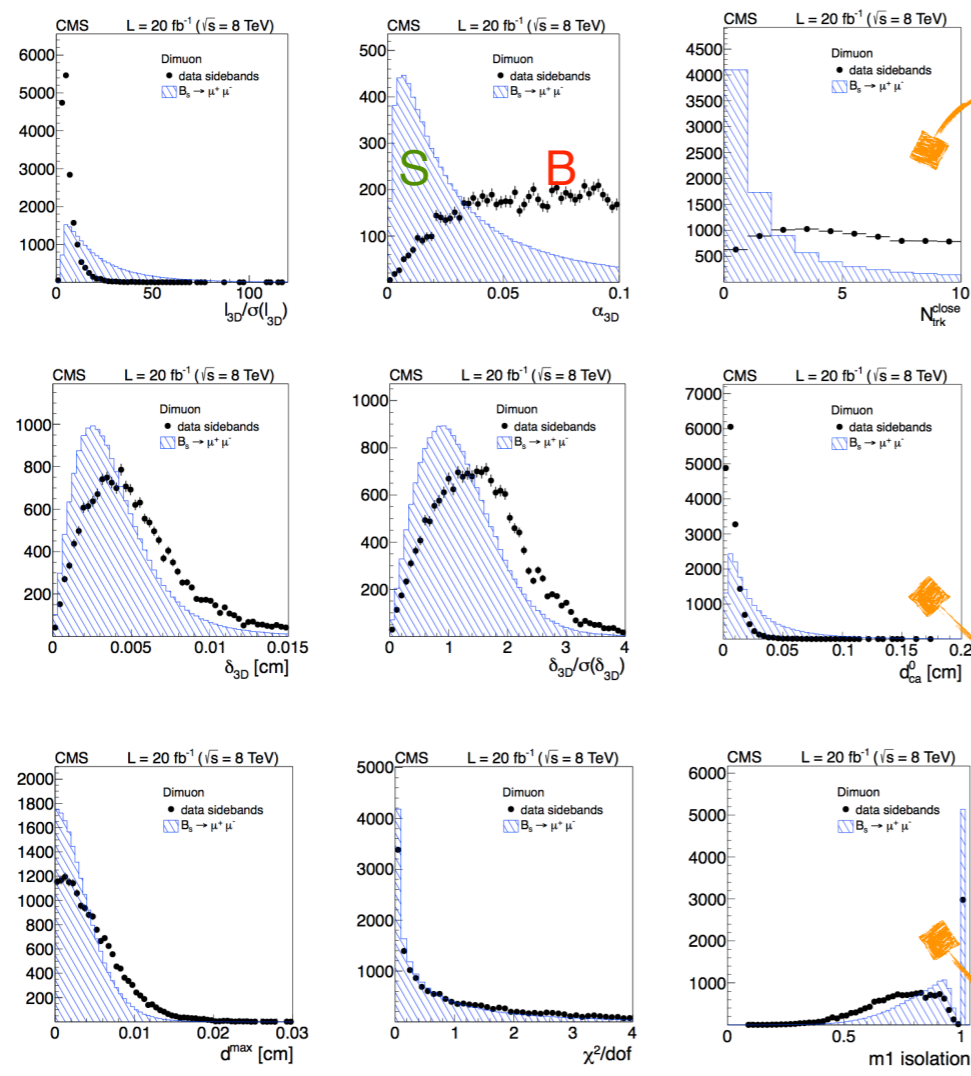 CMS L = 20 fb⁻¹ (√s = 8 TeV)
Dimuon
data sidebands
Bₛ → μ⁺ μ⁻
6000
5000
4000
3000
2000
1000
0 50 100
l₃D/σ(l₃D)
CMS L = 20 fb⁻¹ (√s = 8 TeV)
Dimuon
data sidebands
Bₛ → μ⁺ μ⁻
500
400
300
200
100
S
B
0 0.05 0.1
α₃D
CMS L = 20 fb⁻¹ (√s = 8 TeV)
Dimuon
data sidebands
Bₛ → μ⁺ μ⁻
4500
4000
3500
3000
2500
2000
1500
1000
500
0 5 10
N^close_trk
CMS L = 20 fb⁻¹ (√s = 8 TeV)
Dimuon
data sidebands
Bₛ → μ⁺ μ⁻
1000
800
600
400
200
0 0.005 0.01 0.015
δ₃D [cm]
CMS L = 20 fb⁻¹ (√s = 8 TeV)
Dimuon
data sidebands
Bₛ → μ⁺ μ⁻
1000
800
600
400
200
0 1 2 3 4
δ₃D/σ(δ₃D)
CMS L = 20 fb⁻¹ (√s = 8 TeV)
Dimuon
data sidebands
Bₛ → μ⁺ μ⁻
7000
6000
5000
4000
3000
2000
1000
0 0.05 0.1 0.15 0.2
d⁰_ca [cm]
CMS L = 20 fb⁻¹ (√s = 8 TeV)
Dimuon
data sidebands
Bₛ → μ⁺ μ⁻
2000
1800
1600
1400
1200
1000
800
600
400
200
0 0.01 0.02 0.03
d^max [cm]
CMS L = 20 fb⁻¹ (√s = 8 TeV)
Dimuon
data sidebands
Bₛ → μ⁺ μ⁻
5000
4000
3000
2000
1000
0 1 2 3 4
χ²/dof
CMS L = 20 fb⁻¹ (√s = 8 TeV)
Dimuon
data sidebands
Bₛ → μ⁺ μ⁻
6000
5000
4000
3000
2000
1000
0 0.5 1
m1 isolation